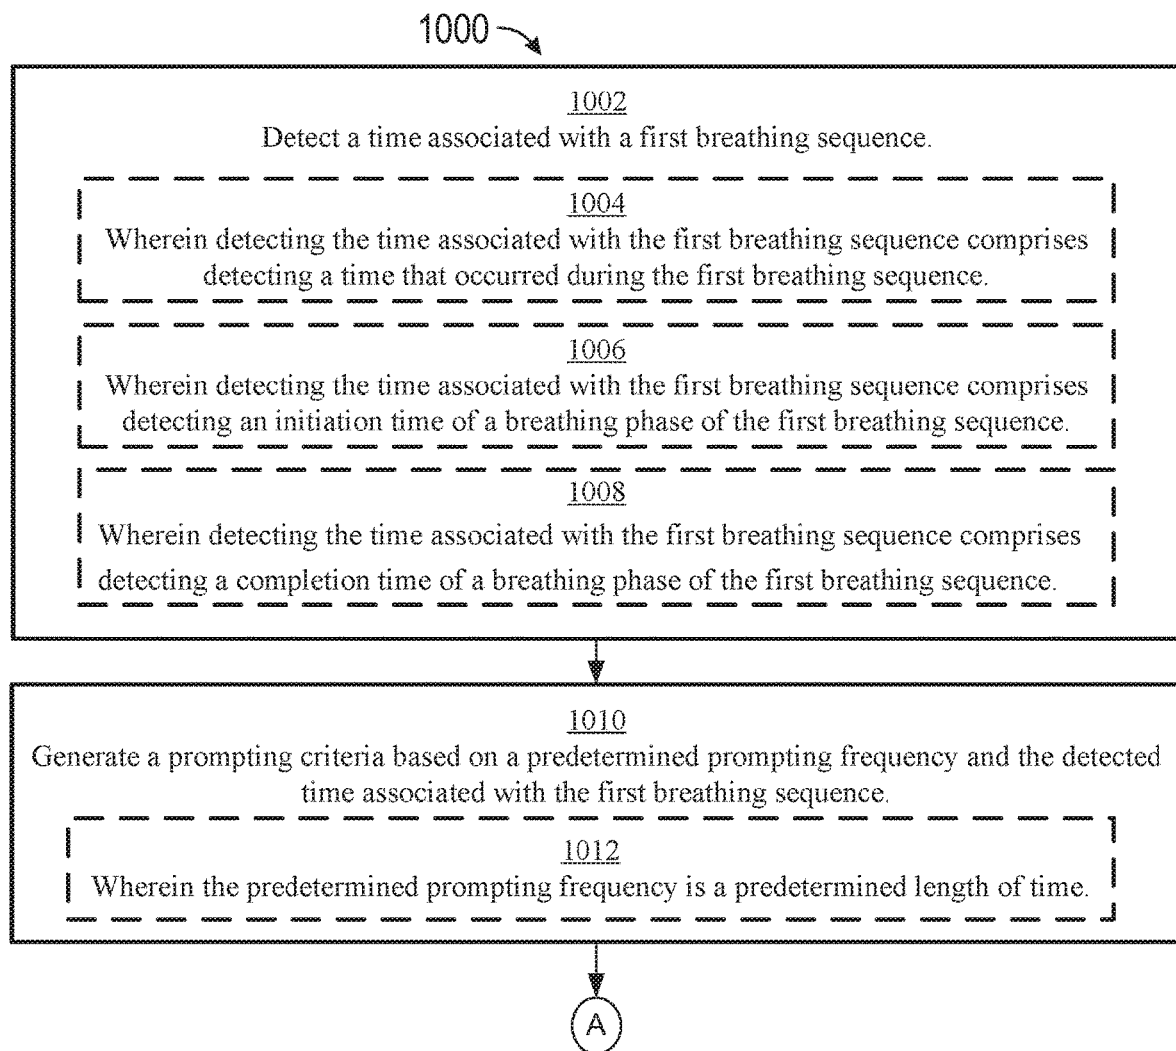 1000
1002
Detect a time associated with a first breathing sequence.
1004
Wherein detecting the time associated with the first breathing sequence comprises
detecting a time that occurred during the first breathing sequence.
1006
Wherein detecting the time associated with the first breathing sequence comprises
detecting an initiation time of a breathing phase of the first breathing sequence.
1008
Wherein detecting the time associated with the first breathing sequence comprises
detecting a completion time of a breathing phase of the first breathing sequence.
1010
Generate a prompting criteria based on a predetermined prompting frequency and the detected
time associated with the first breathing sequence.
1012
Wherein the predetermined prompting frequency is a predetermined length of time.
A